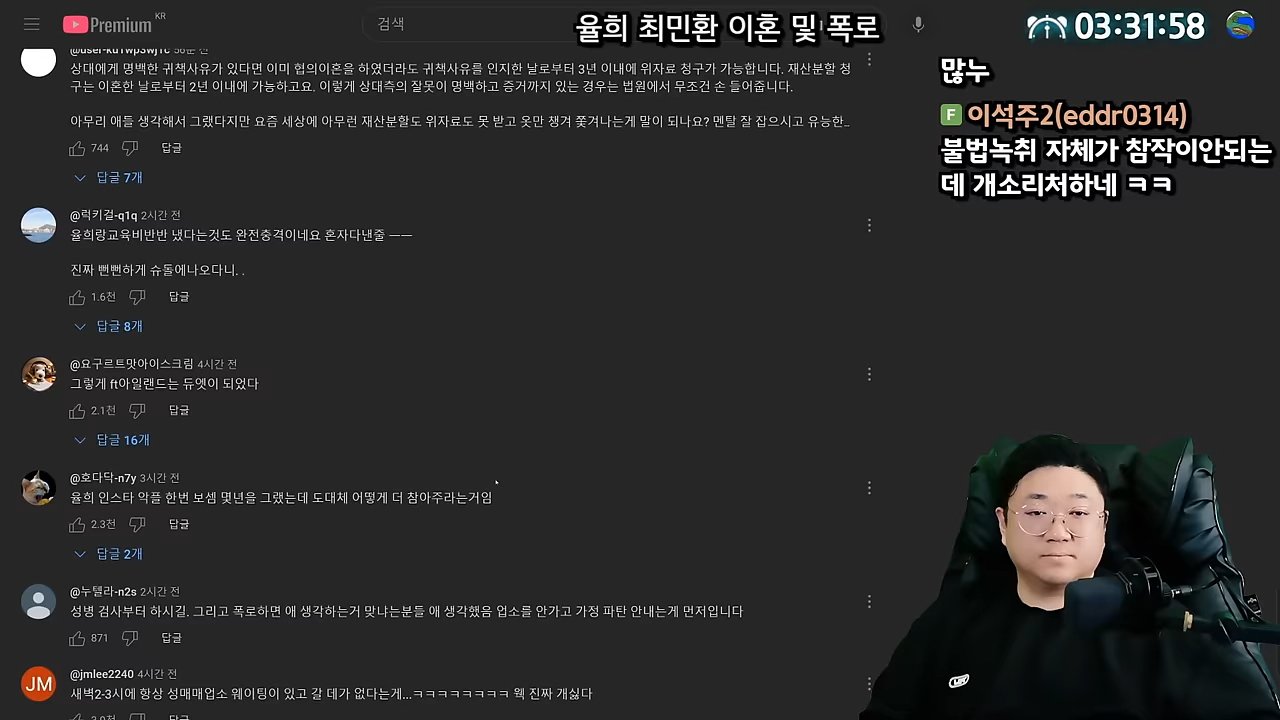 Premium KR
검색
율희 최민환 이혼 및 폭로
03:31:58
많누
F 이석주2(eddr0314)
불법녹취 자체가 참작이안되는
데 개소리처하네 ㅋㅋ
@user-ku1wp3wj1c 56분 전
상대에게 명백한 귀책사유가 있다면 이미 협의이혼을 하였더라도 귀책사유를 인지한 날로부터 3년 이내에 위자료 청구가 가능합니다. 재산분할 청
구는 이혼한 날로부터 2년 이내에 가능하고요. 이렇게 상대측의 잘못이 명백하고 증거까지 있는 경우는 법원에서 무조건 손 들어줍니다.
아무리 애들 생각해서 그랬다지만 요즘 세상에 아무런 재산분할도 위자료도 못 받고 옷만 챙겨 쫓겨나는게 말이 되나요? 멘탈 잘 잡으시고 유능한..
744 답글
답글 7개
@럭키걸-q1q 2시간 전
율희랑교육비반반 냈다는것도 완전충격이네요 혼자다낸줄 ㅡㅡ
진짜 뻔뻔하게 슈돌에나오다니. .
1.6천 답글
답글 8개
@요구르트맛아이스크림 4시간 전
그렇게 ft아일랜드는 듀엣이 되었다
2.1천 답글
답글 16개
@호다닥-n7y 3시간 전
율희 인스타 악플 한번 보셈 몇년을 그랬는데 도대체 어떻게 더 참아주라는거임
2.3천 답글
답글 2개
@누텔라-n2s 2시간 전
성병 검사부터 하시길. 그리고 폭로하면 애 생각하는거 맞냐는분들 애 생각했음 업소를 안가고 가정 파탄 안내는게 먼저입니다
871 답글
JM
@jmlee2240 4시간 전
새벽2-3시에 항상 성매매업소 웨이팅이 있고 갈 데가 없다는게...ㅋㅋㅋㅋㅋㅋㅋㅋ 웩 진짜 개싫다
답글